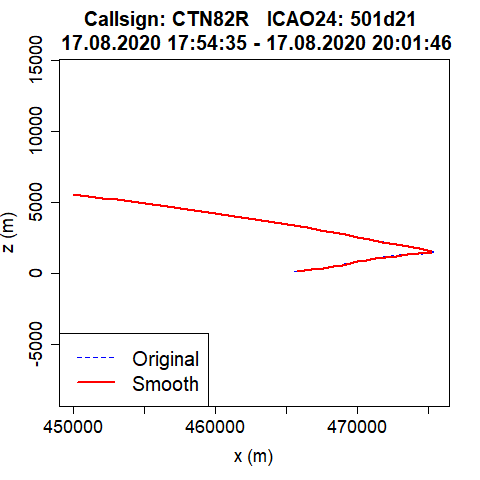 Callsign: CTN82R   ICAO24: 501d21
17.08.2020 17:54:35 - 17.08.2020 20:01:46
15000
10000
5000
0
-5000
z (m)
Original
Smooth
450000
460000
470000
x (m)